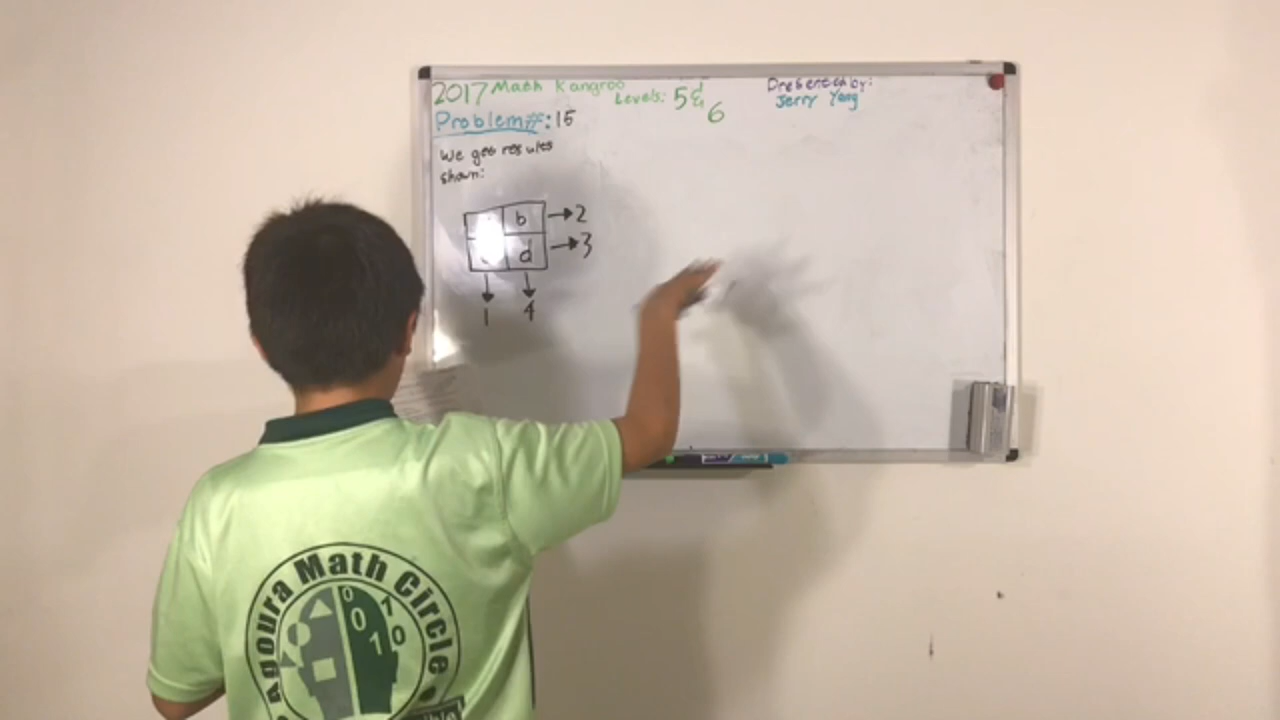 2017 Math Kangroo
Levels: 5 &
6
Presented by:
Jerry Yang
Problem #: 15
We get results
shown:
b → 2
d → 3
1 4
Agoura Math Circle
0 1
0
1 0